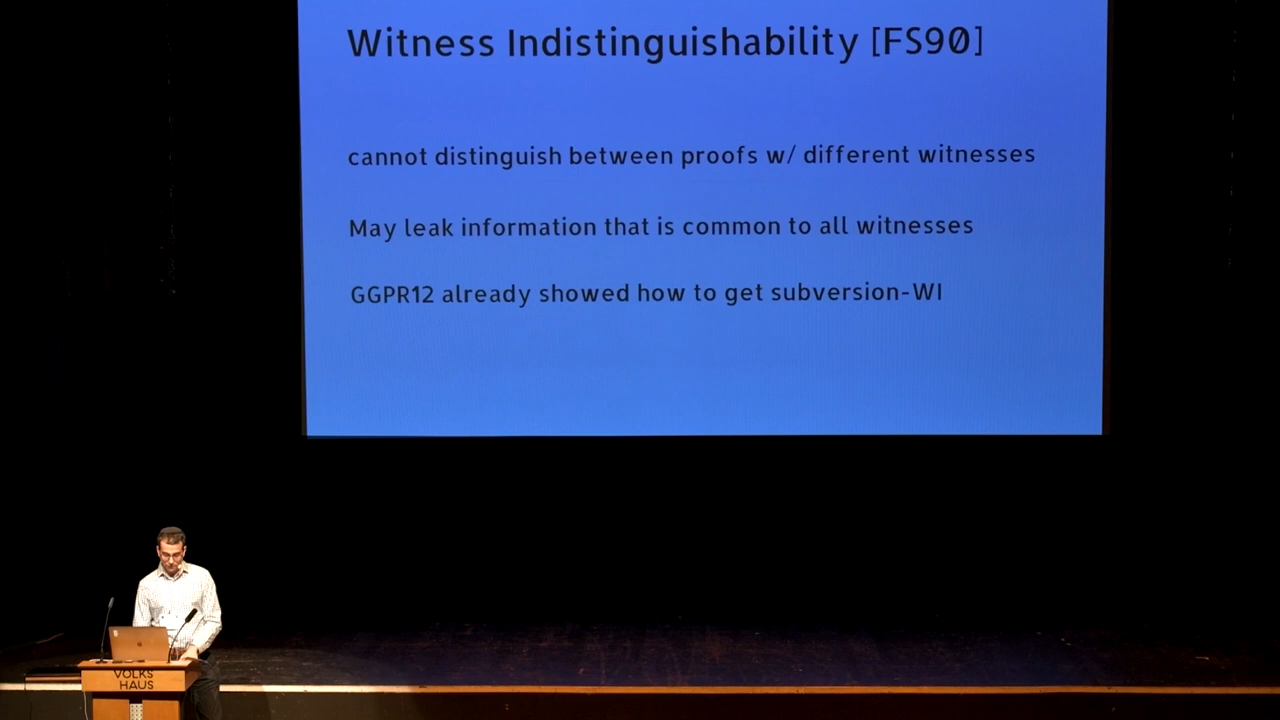 Witness Indistinguishability [FS90]
cannot distinguish between proofs w/ different witnesses
May leak information that is common to all witnesses
GGPR12 already showed how to get subversion-WI
VOLKS
HAUS